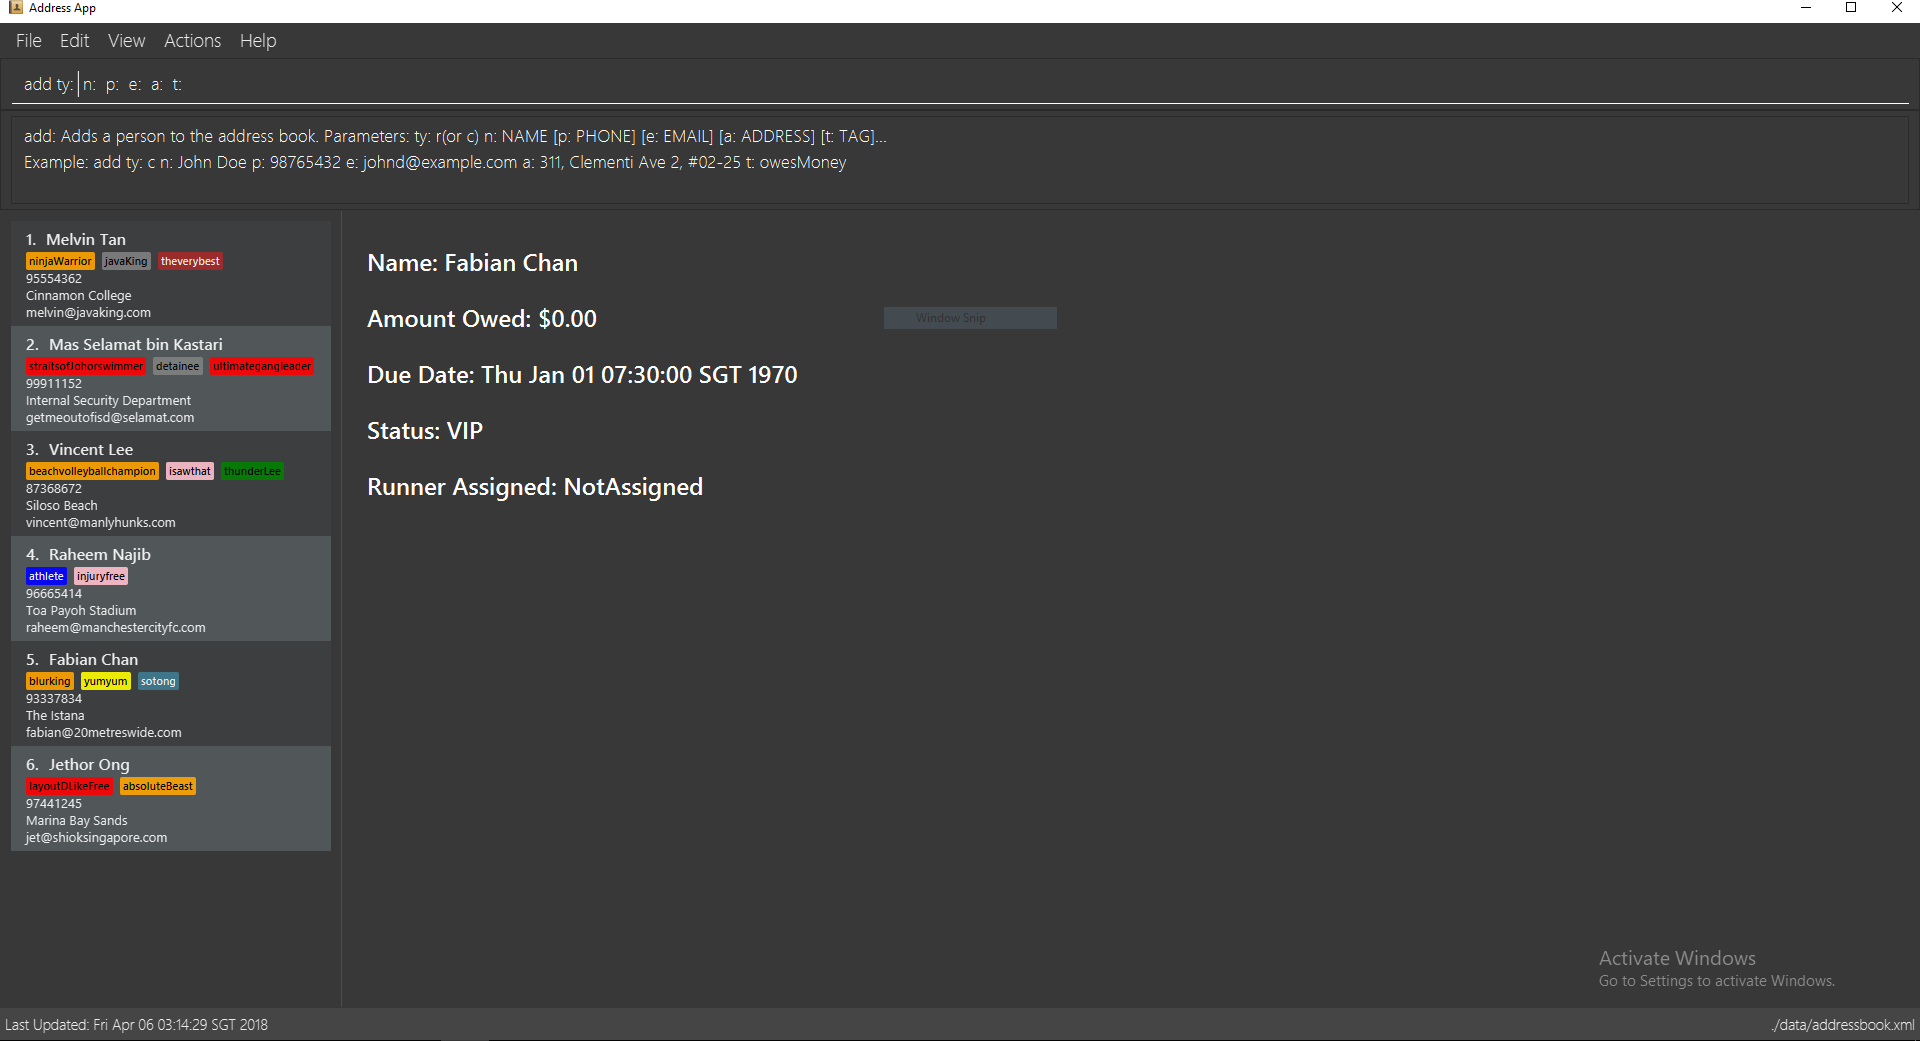 Address App
File Edit View Actions Help
add ty: n: p: e: a: t:
add: Adds a person to the address book. Parameters: ty: r(or c) n: NAME [p: PHONE] [e: EMAIL] [a: ADDRESS] [t: TAG]...
Example: add ty: c n: John Doe p: 98765432 e: johnd@example.com a: 311, Clementi Ave 2, #02-25 t: owesMoney
1. Melvin Tan
ninjaWarrior javaKing theverybest
95554362
Cinnamon College
melvin@javaking.com
2. Mas Selamat bin Kastari
straitsofJohorswimmer detainee ultimategangleader
99911152
Internal Security Department
getmeoutofisd@selamat.com
3. Vincent Lee
beachvolleyballchampion isawthat thunderLee
87368672
Siloso Beach
vincent@manlyhunks.com
4. Raheem Najib
athlete injuryfree
96665414
Toa Payoh Stadium
raheem@manchestercityfc.com
5. Fabian Chan
blurking yumyum sotong
93337834
The Istana
fabian@20metreswide.com
6. Jethor Ong
layoutDLikeFree absoluteBeast
97441245
Marina Bay Sands
jet@shioksingapore.com
Name: Fabian Chan
Amount Owed: $0.00
Window Snip
Due Date: Thu Jan 01 07:30:00 SGT 1970
Status: VIP
Runner Assigned: NotAssigned
Activate Windows
Go to Settings to activate Windows.
Last Updated: Fri Apr 06 03:14:29 SGT 2018
./data/addressbook.xml